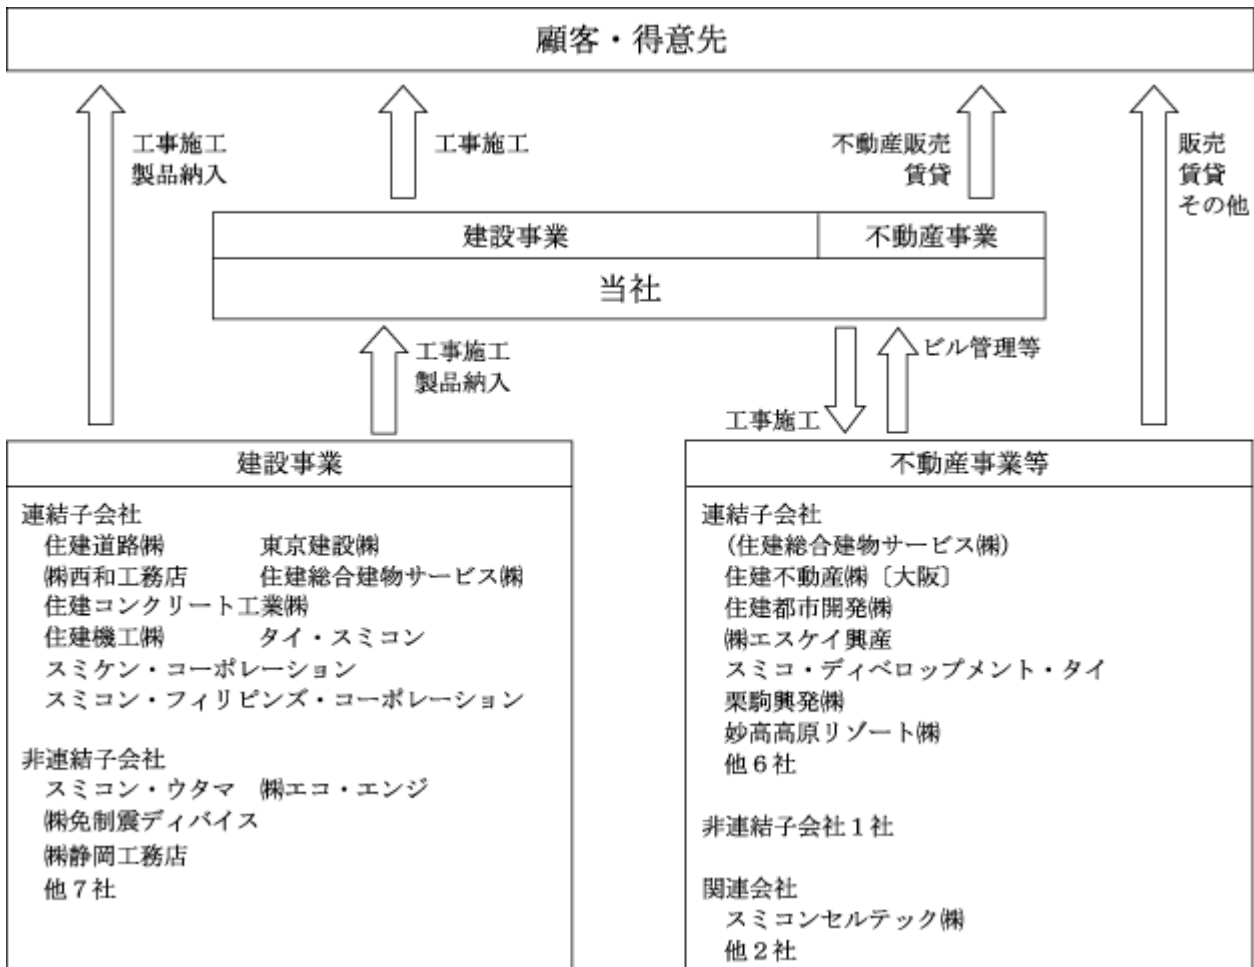 顧客・得意先
工事施工
製品納入
工事施工
不動産販売
賃貸
販売
賃貸
その他
建設事業
不動産事業
当社
工事施工
製品納入
工事施工
ビル管理等
建設事業
連結子会社
住建道路㈱ 東京建設㈱
㈱西和工務店 住建総合建物サービス㈱
住建コンクリート工業㈱
住建機工㈱ タイ・スミコン
スミケン・コーポレーション
スミコン・フィリピンズ・コーポレーション
非連結子会社
スミコン・ウタマ ㈱エコ・エンジ
㈱免制震ディバイス
㈱静岡工務店
他７社
不動産事業等
連結子会社
(住建総合建物サービス㈱)
住建不動産㈱〔大阪〕
住建都市開発㈱
㈱エスケイ興産
スミコ・ディベロップメント・タイ
栗駒興発㈱
妙高高原リゾート㈱
他６社
非連結子会社１社
関連会社
スミコンセルテック㈱
他２社